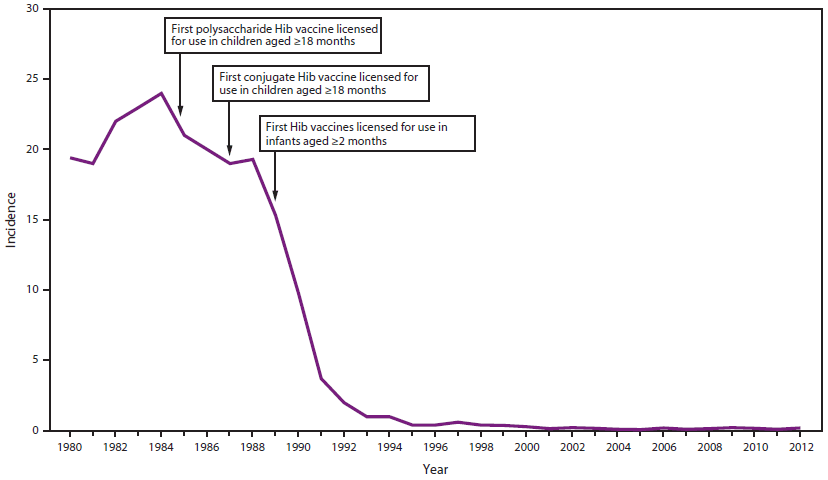 30
First polysaccharide Hib vaccine licensed
for use in children aged ≥18 months
25
First conjugate Hib vaccine licensed for
use in children aged ≥18 months
First Hib vaccines licensed for use in
infants aged ≥2 months
20
15
Incidence
10
5
0
1980 1982 1984 1986 1988 1990 1992 1994 1996 1998 2000 2002 2004 2006 2008 2010 2012
Year